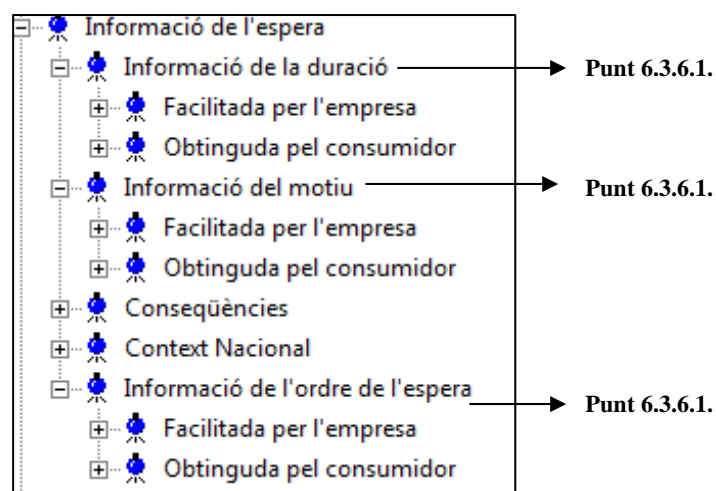 Informació de l'espera
Informació de la duració Punt 6.3.6.1.
Facilitada per l'empresa
Obtinguda pel consumidor
Informació del motiu Punt 6.3.6.1.
Facilitada per l'empresa
Obtinguda pel consumidor
Conseqüències
Context Nacional
Informació de l'ordre de l'espera Punt 6.3.6.1.
Facilitada per l'empresa
Obtinguda pel consumidor